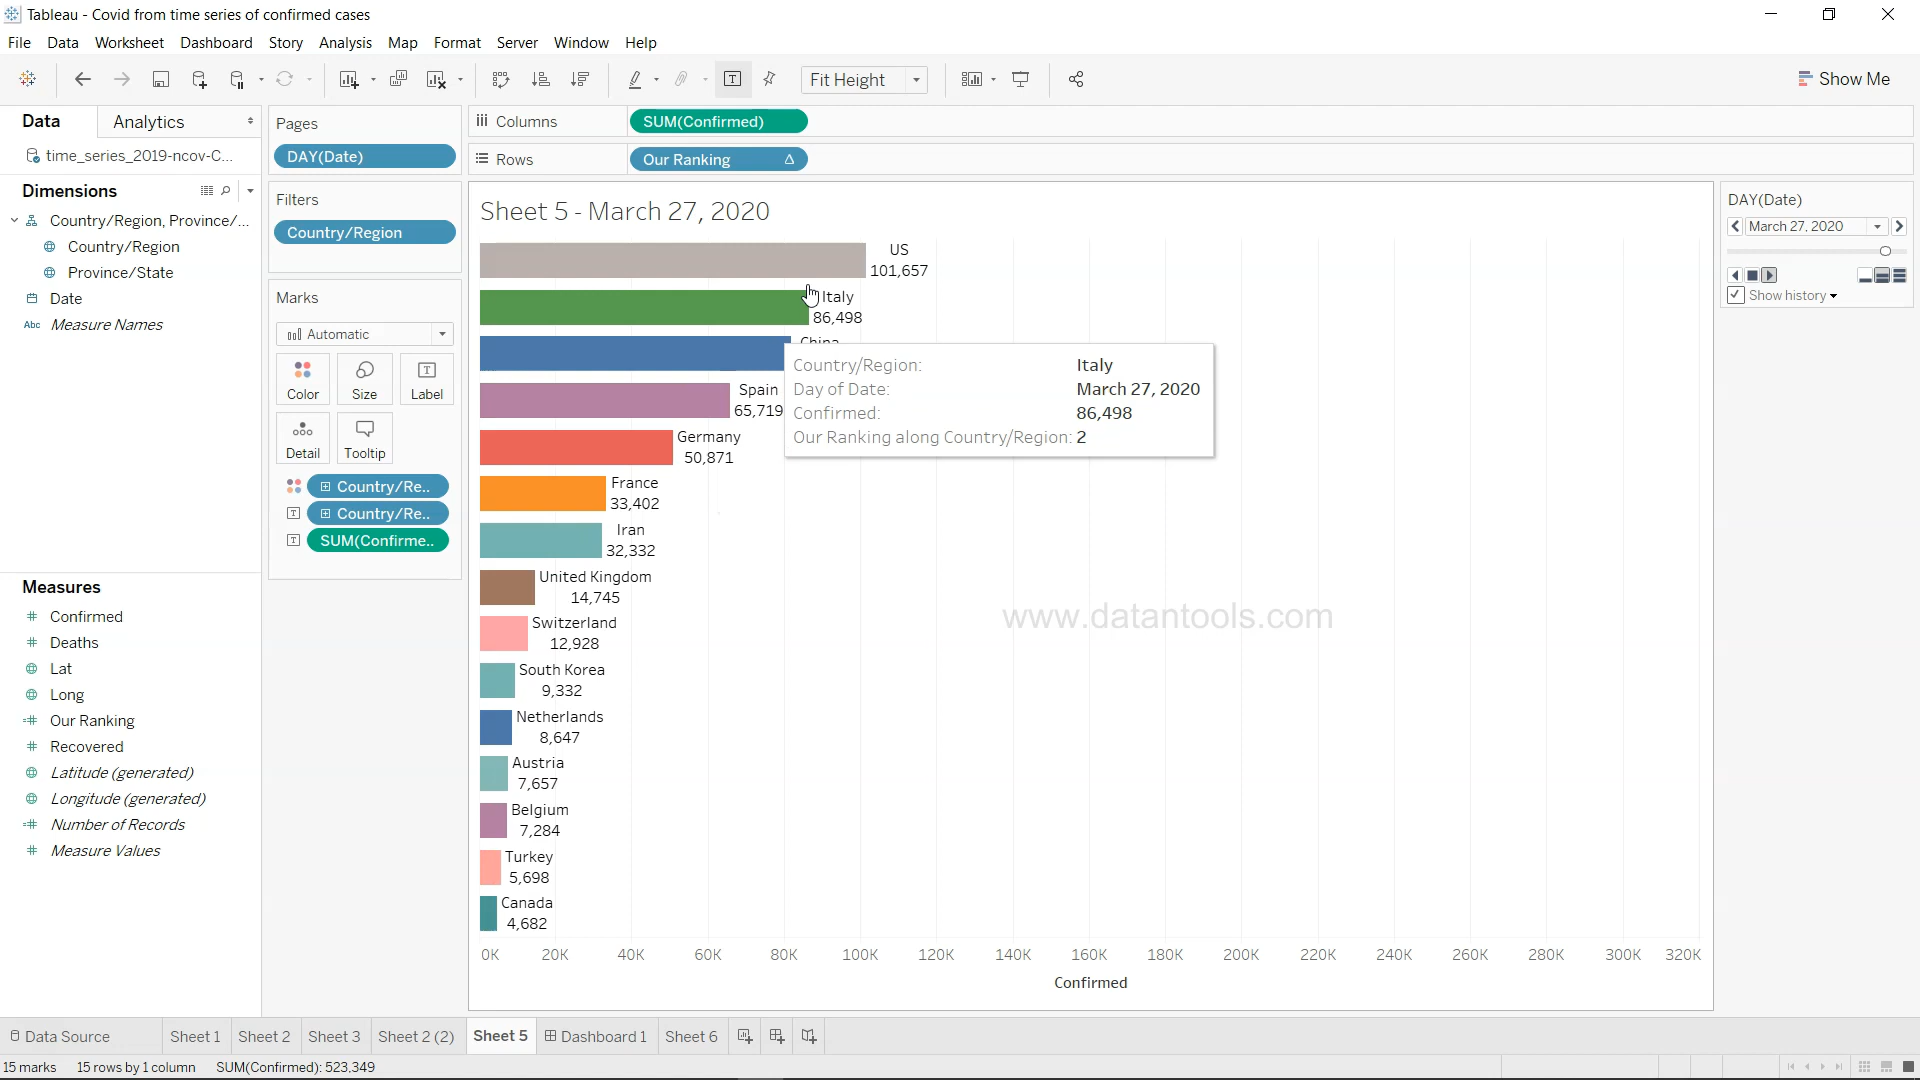 Tableau - Covid from time series of confirmed cases
File Data Worksheet Dashboard Story Analysis Map Format Server Window Help
Fit Height
Show Me
Data Analytics
time_series_2019-ncov-C...
Dimensions
Country/Region, Province/...
Country/Region
Province/State
Date
Abc Measure Names
Measures
Confirmed
Deaths
Lat
Long
Our Ranking
Recovered
Latitude (generated)
Longitude (generated)
Number of Records
Measure Values
Pages
DAY(Date)
Filters
Country/Region
Marks
Automatic
Color Size Label
Detail Tooltip
Country/Re..
Country/Re..
SUM(Confirme..
Columns SUM(Confirmed)
Rows Our Ranking
Sheet 5 - March 27, 2020
US
101,657
Italy
86,498
China
Spain
65,719
Germany
50,871
France
33,402
Iran
32,332
United Kingdom
14,745
Switzerland
12,928
South Korea
9,332
Netherlands
8,647
Austria
7,657
Belgium
7,284
Turkey
5,698
Canada
4,682
Country/Region: Italy
Day of Date: March 27, 2020
Confirmed: 86,498
Our Ranking along Country/Region: 2
www.datantools.com
0K 20K 40K 60K 80K 100K 120K 140K 160K 180K 200K 220K 240K 260K 280K 300K 320K
Confirmed
DAY(Date)
March 27, 2020
Show history
Data Source Sheet 1 Sheet 2 Sheet 3 Sheet 2 (2) Sheet 5 Dashboard 1 Sheet 6
15 marks 15 rows by 1 column SUM(Confirmed): 523,349